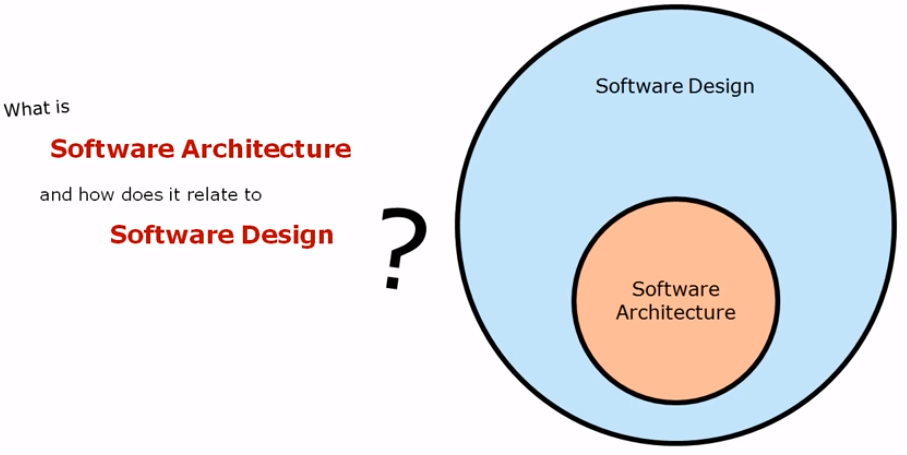 What is
Software Architecture
and how does it relate to
Software Design
?
Software Design
Software
Architecture